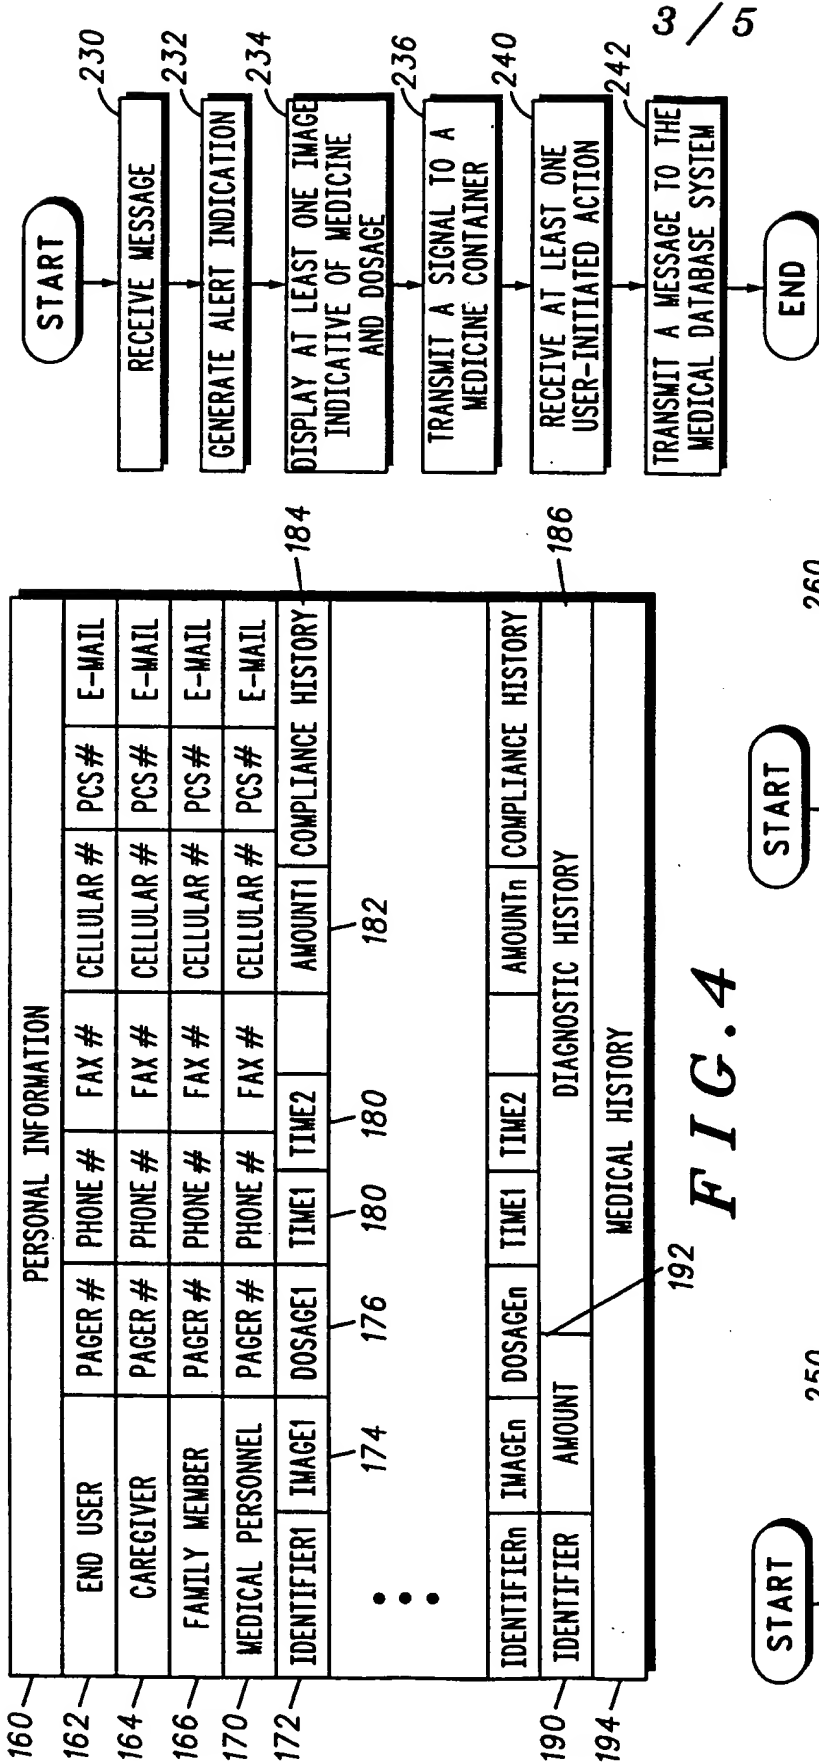 3/5
160 PERSONAL INFORMATION
162 END USER PAGER# PHONE# FAX# CELLULAR# PCS# E-MAIL
164 CAREGIVER PAGER# PHONE# FAX# CELLULAR# PCS# E-MAIL
166 FAMILY MEMBER PAGER# PHONE# FAX# CELLULAR# PCS# E-MAIL
170 MEDICAL PERSONNEL PAGER# PHONE# FAX# CELLULAR# PCS# E-MAIL
172 IDENTIFIER1 IMAGE1 DOSAGE1 TIME1 TIME2 AMOUNT1 COMPLIANCE HISTORY 184
174 176 180 180 182
IDENTIFIERn IMAGEn DOSAGEn TIME1 TIME2 AMOUNTn COMPLIANCE HISTORY
190 IDENTIFIER AMOUNT DIAGNOSTIC HISTORY 186
194 MEDICAL HISTORY
192
FIG.4
START
RECEIVE MESSAGE 230
GENERATE ALERT INDICATION 232
DISPLAY AT LEAST ONE IMAGE
INDICATIVE OF MEDICINE
AND DOSAGE
234
TRANSMIT A SIGNAL TO A
MEDICINE CONTAINER
236
RECEIVE AT LEAST ONE
USER-INITIATED ACTION
240
TRANSMIT A MESSAGE TO THE
MEDICAL DATABASE SYSTEM
242
END
START
250
START
260